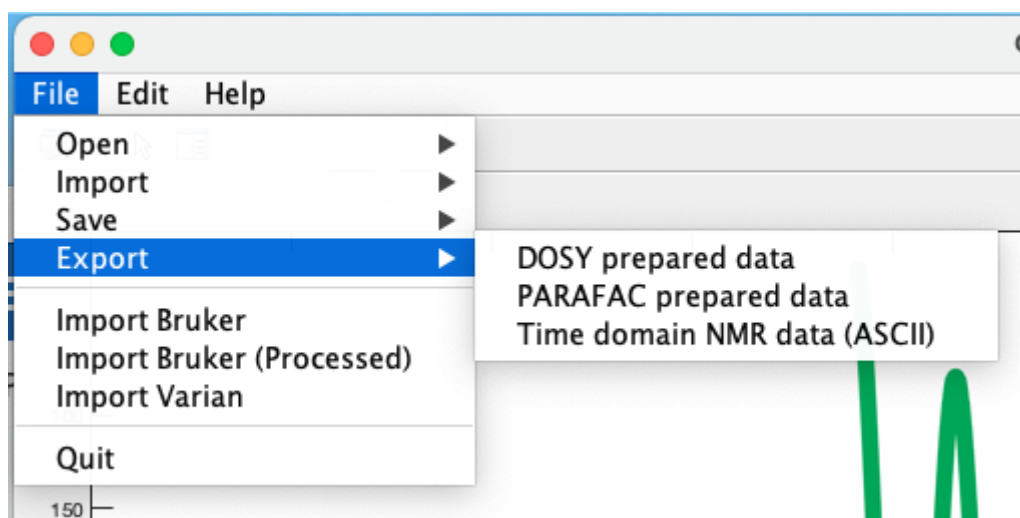 File Edit Help
Open
Import
Save
Export
DOSY prepared data
PARAFAC prepared data
Time domain NMR data (ASCII)
Import Bruker
Import Bruker (Processed)
Import Varian
Quit
150